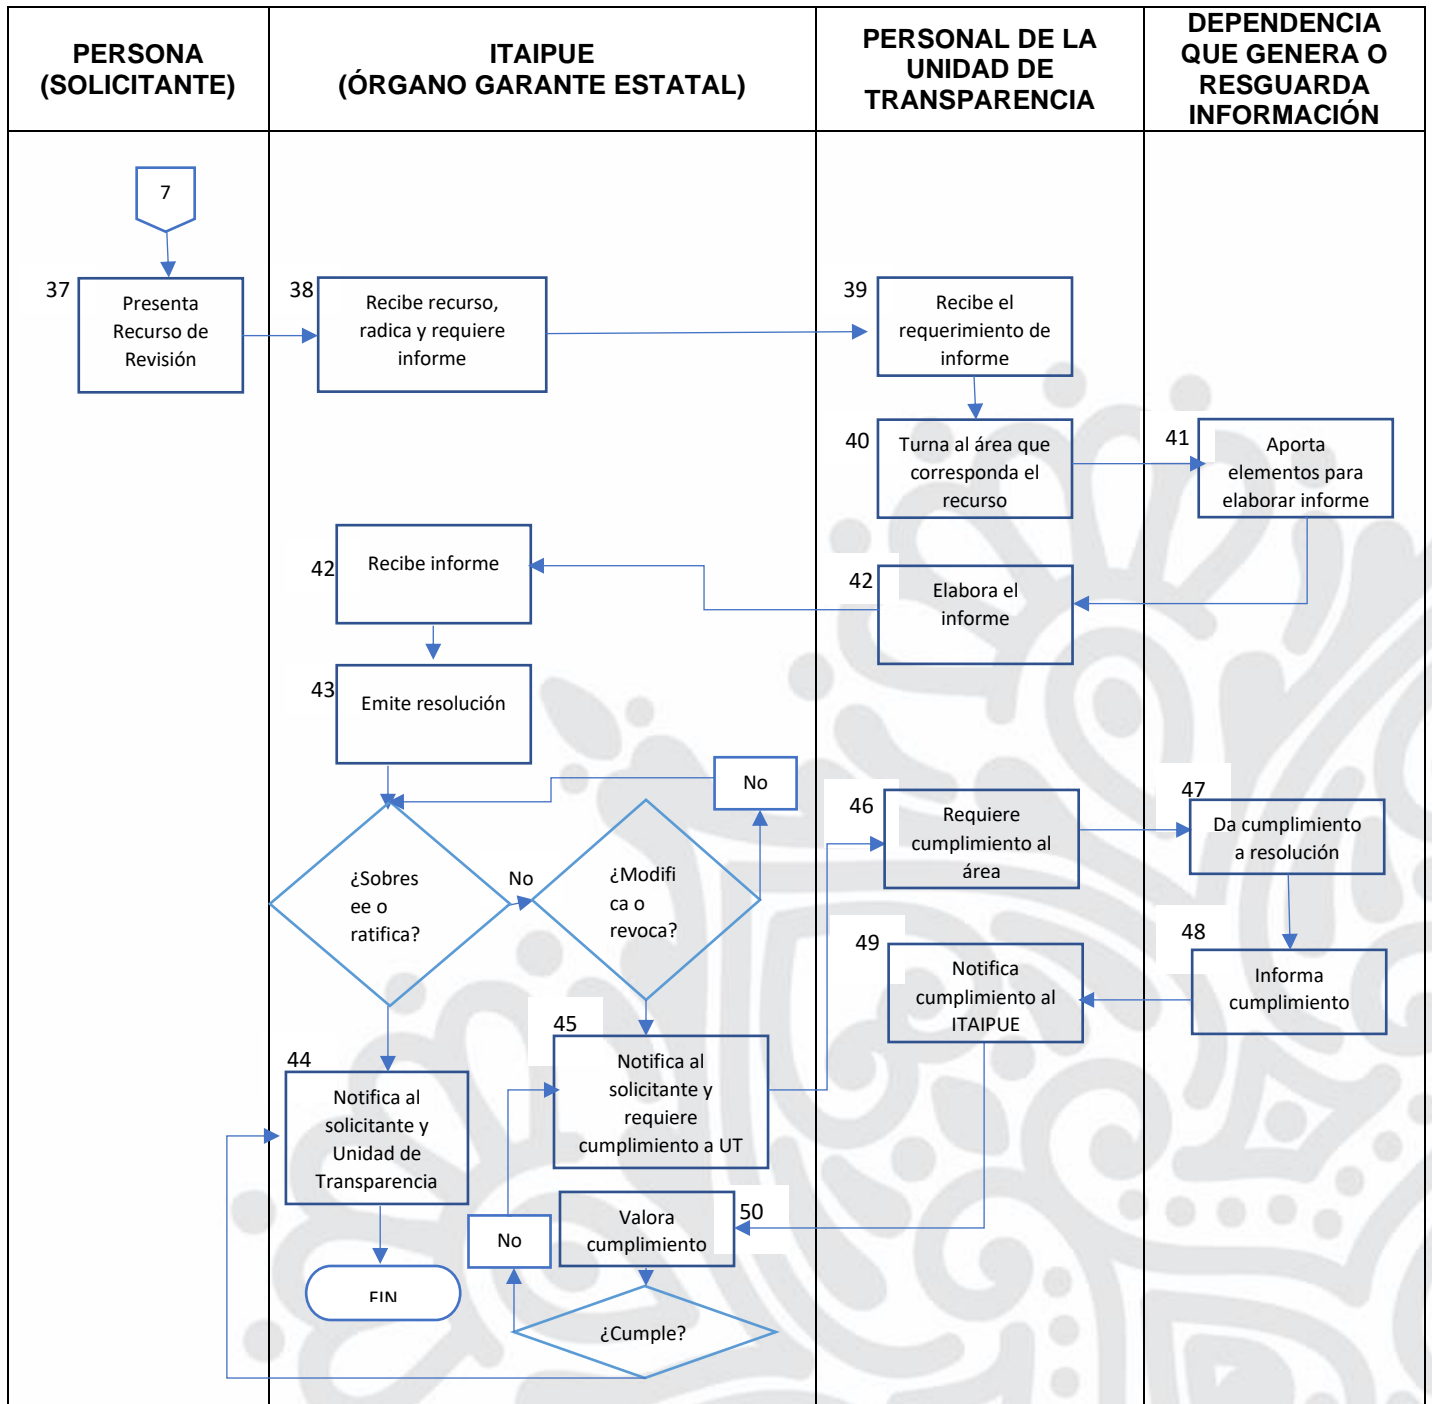 PERSONA
(SOLICITANTE)
ITAIPUE
(ÓRGANO GARANTE ESTATAL)
PERSONAL DE LA
UNIDAD DE
TRANSPARENCIA
DEPENDENCIA
QUE GENERA O
RESGUARDA
INFORMACIÓN
7
37
Presenta
Recurso de
Revisión
38
Recibe recurso,
radica y requiere
informe
39
Recibe el
requerimiento de
informe
40
Turna al área que
corresponda el
recurso
41
Aporta
elementos para
elaborar informe
42
Recibe informe
42
Elabora el
informe
43
Emite resolución
No
¿Sobres
ee o
ratifica?
No
¿Modifi
ca o
revoca?
46
Requiere
cumplimiento al
área
47
Da cumplimiento
a resolución
49
Notifica
cumplimiento al
ITAIPUE
48
Informa
cumplimiento
44
Notifica al
solicitante y
Unidad de
Transparencia
45
Notifica al
solicitante y
requiere
cumplimiento a UT
No
50
Valora
cumplimiento
FIN
¿Cumple?